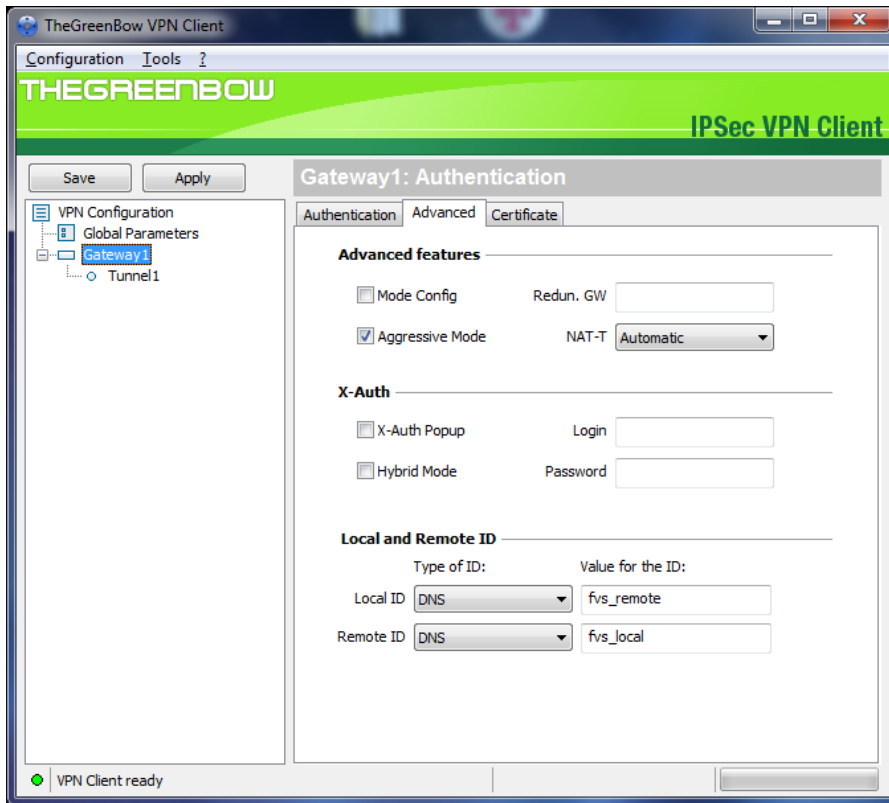 TheGreenBow VPN Client
Configuration Tools ?
THEGREENBOW
IPSec VPN Client
Save Apply
Gateway1: Authentication
VPN Configuration
Global Parameters
Gateway1
Tunnel1
Authentication Advanced Certificate
Advanced features
Mode Config Redun. GW
Aggressive Mode NAT-T Automatic
X-Auth
X-Auth Popup Login
Hybrid Mode Password
Local and Remote ID
Type of ID: Value for the ID:
Local ID DNS fvs_remote
Remote ID DNS fvs_local
VPN Client ready